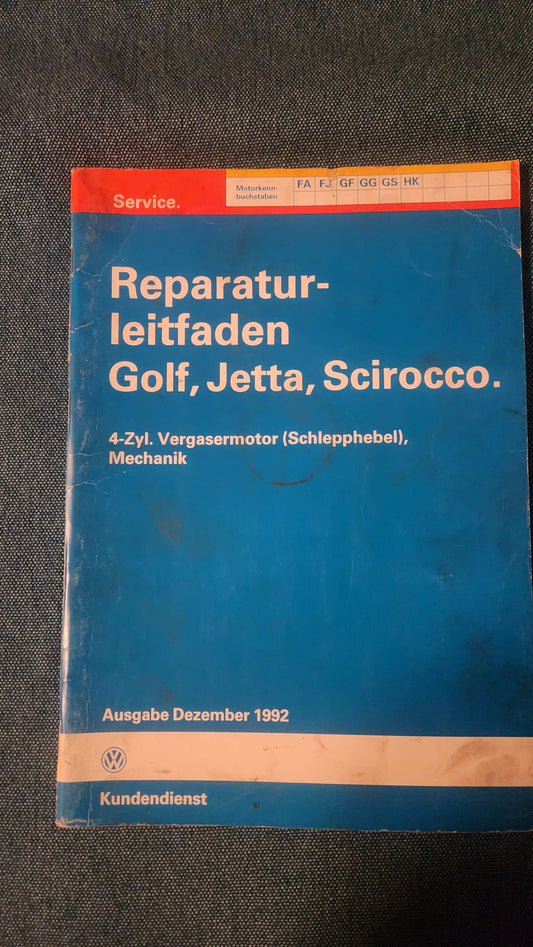 Service.
Motorkenn-
buchstaben
FA FJ GF GG GS HK
Reparatur-
leitfaden
Golf, Jetta, Scirocco.
4-Zyl. Vergasermotor (Schlepphebel),
Mechanik
Ausgabe Dezember 1992
VW
Kundendienst